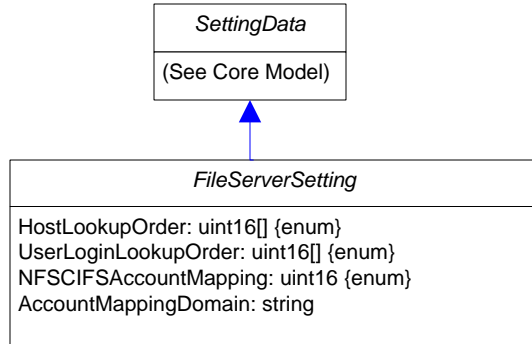 SettingData
(See Core Model)
FileServerSetting
HostLookupOrder: uint16[] {enum}
UserLoginLookupOrder: uint16[] {enum}
NFSCIFSAccountMapping: uint16 {enum}
AccountMappingDomain: string